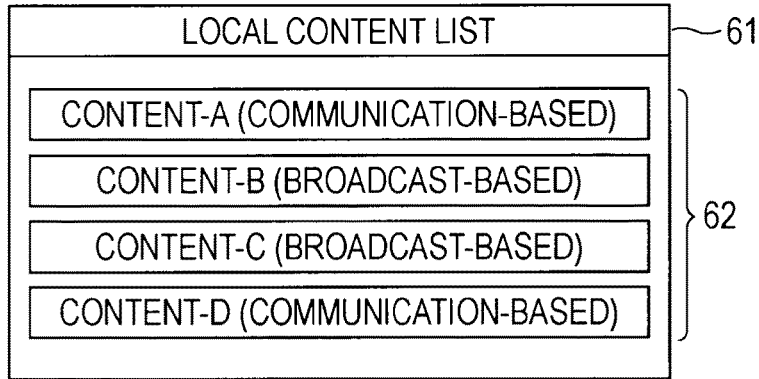 LOCAL CONTENT LIST 61
CONTENT-A (COMMUNICATION-BASED)
CONTENT-B (BROADCAST-BASED)
62
CONTENT-C (BROADCAST-BASED)
CONTENT-D (COMMUNICATION-BASED)